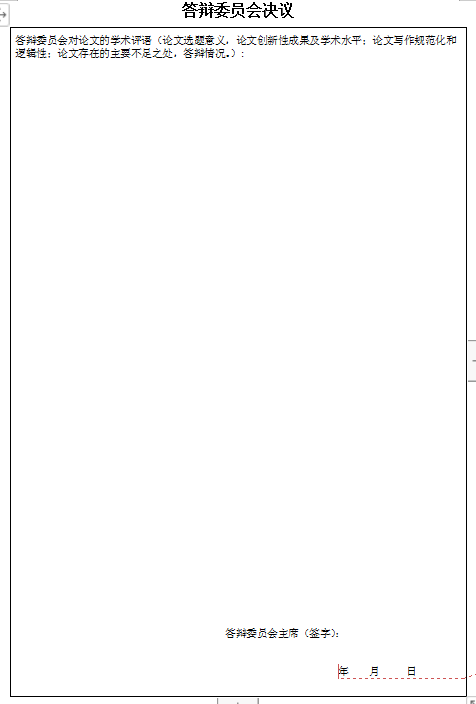 答辩委员会决议
答辩委员会对论文的学术评语（论文选题意义，论文创新性成果及学术水平；论文写作规范化和
逻辑性；论文存在的主要不足之处，答辩情况。）：
答辩委员会主席（签字）：
年 月 日